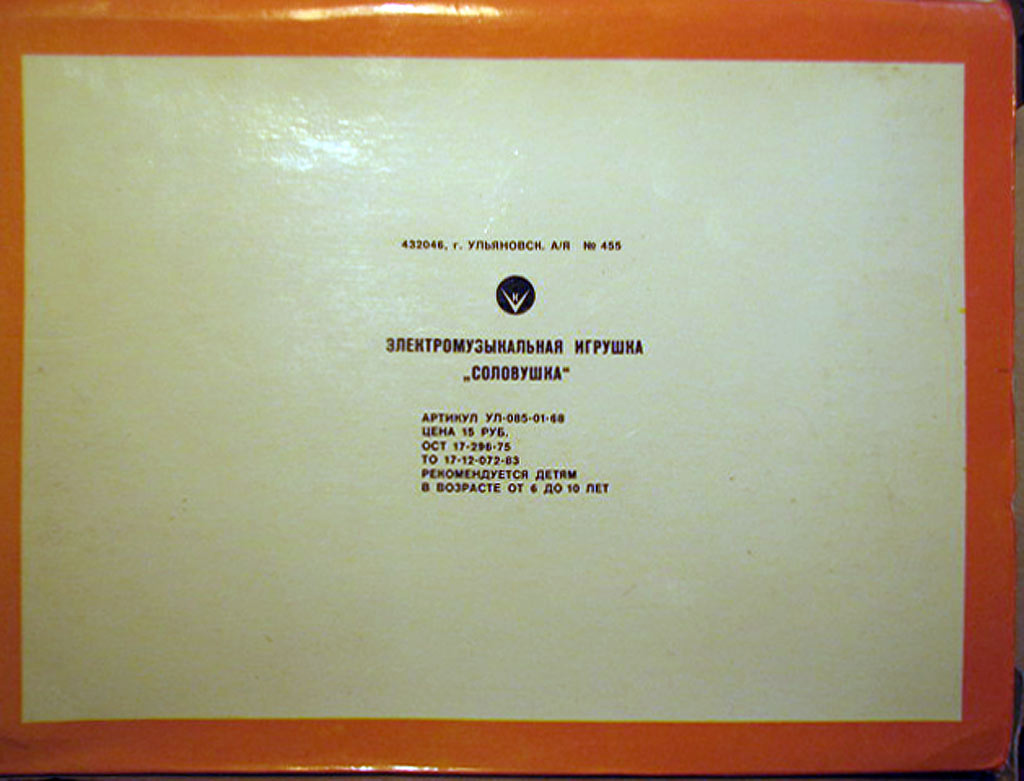 432046, г. УЛЬЯНОВСК, А/Я № 455
ЭЛЕКТРОМУЗЫКАЛЬНАЯ ИГРУШКА
„СОЛОВУШКА“
АРТИКУЛ УЛ-085-01-68
ЦЕНА 15 РУБ.
ОСТ 17-296-75
ТО 17-12-072-83
РЕКОМЕНДУЕТСЯ ДЕТЯМ
В ВОЗРАСТЕ ОТ 6 ДО 10 ЛЕТ